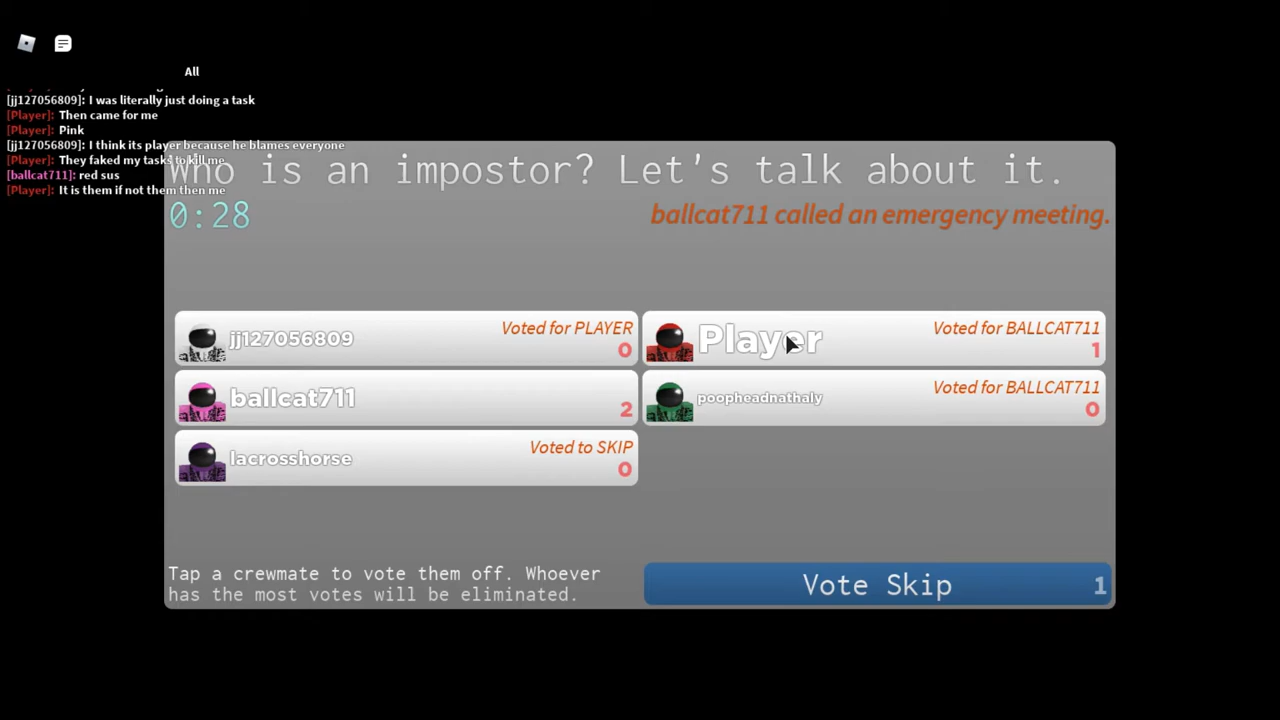 All
[jj127056809]: I was literally just doing a task
[Player]: Then came for me
[Player]: Pink
[jj127056809]: I think its player because he blames everyone
[Player]: They faked my tasks to kill me
[ballcat711]: red sus
[Player]: It is them if not them then me
Who is an impostor? Let's talk about it.
0:28
ballcat711 called an emergency meeting.
jj127056809
Voted for PLAYER
0
Player
Voted for BALLCAT711
1
ballcat711
2
poopheadnathaly
Voted for BALLCAT711
0
lacrosshorse
Voted to SKIP
0
Tap a crewmate to vote them off. Whoever
has the most votes will be eliminated.
Vote Skip
1